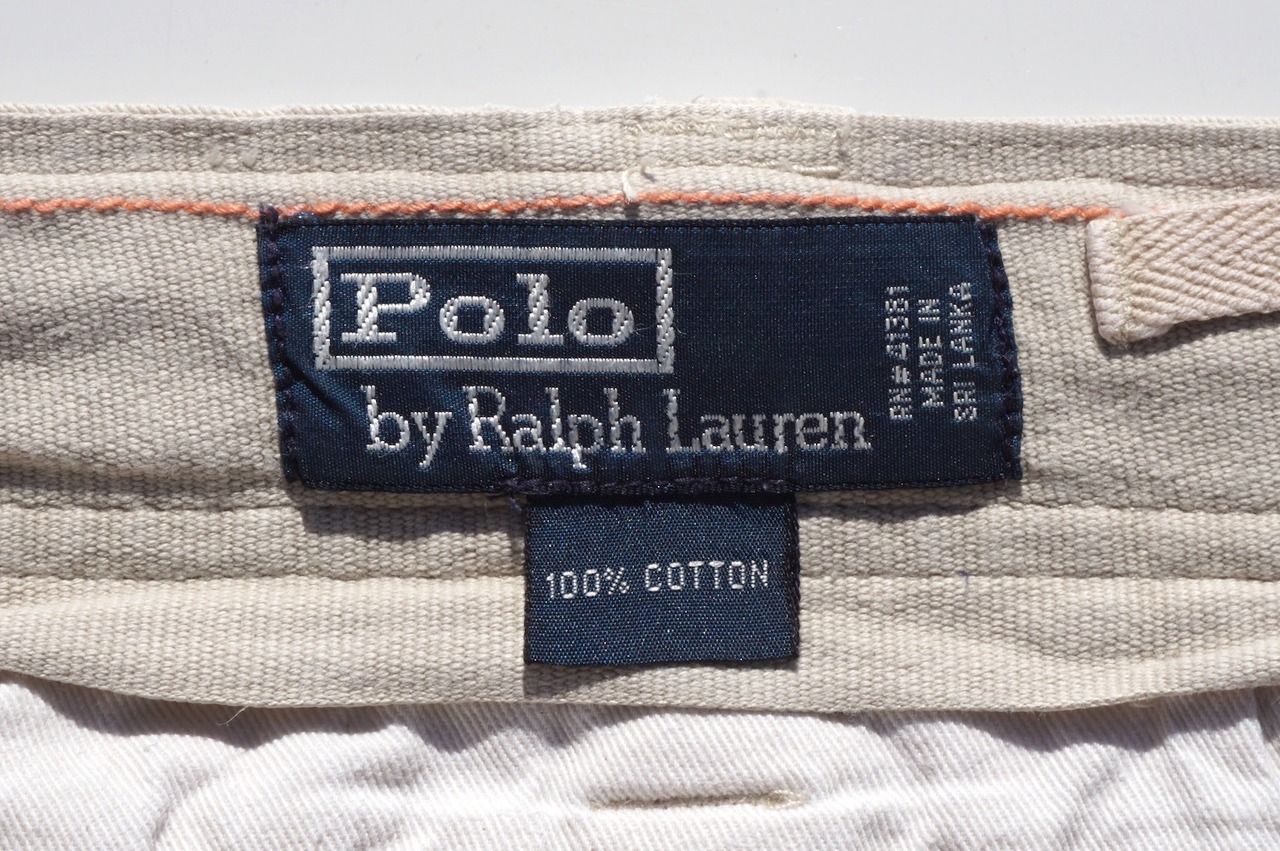 Polo
by Ralph Lauren
RN# 41381
MADE IN
SRI LANKA
100% COTTON